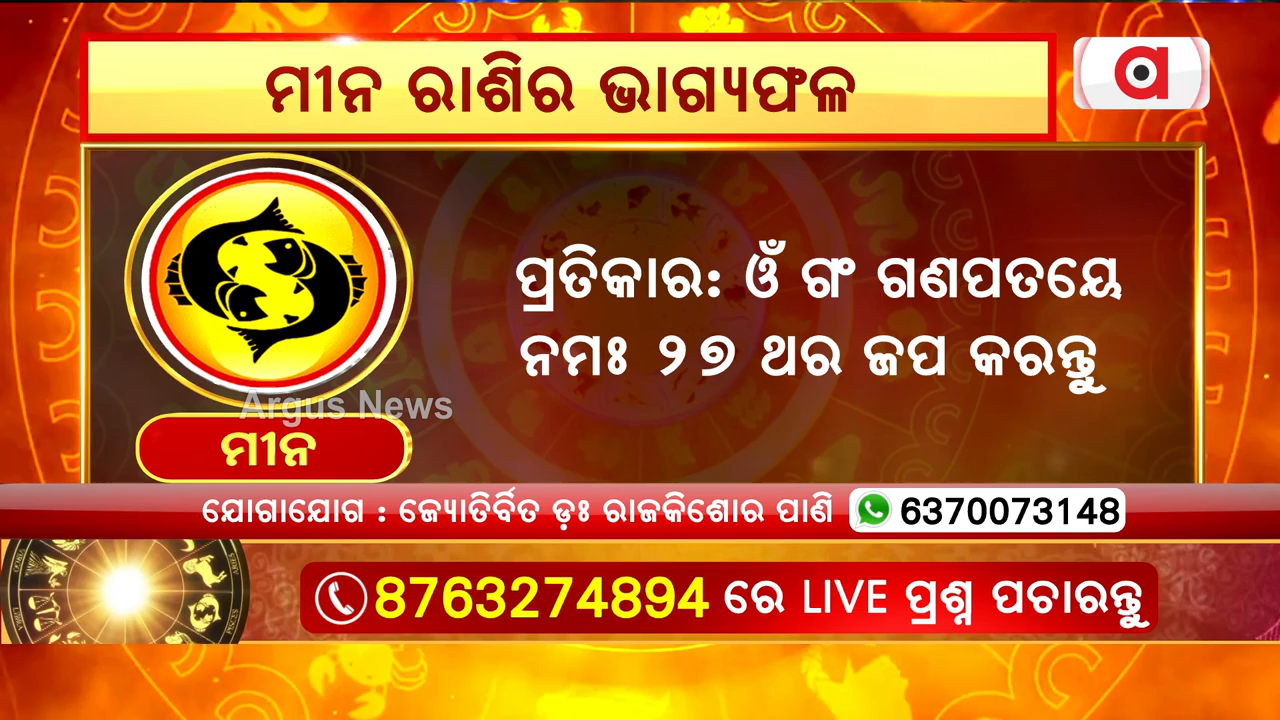 ମୀନ ରାଶିର ଭାଗ୍ୟଫଳ
a
ପ୍ରତିକାର: ଓଁ ଗଂ ଗଣପତୟେ
ନମଃ ୨୭ ଥର ଜପ କରନ୍ତୁ
Argus News
ମୀନ
ଯୋଗାଯୋଗ : ଜ୍ୟୋତିର୍ବିତ ଡ଼ଃ ରାଜକିଶୋର ପାଣି 6370073148
8763274894 ରେ LIVE ପ୍ରଶ୍ନ ପଚାରନ୍ତୁ